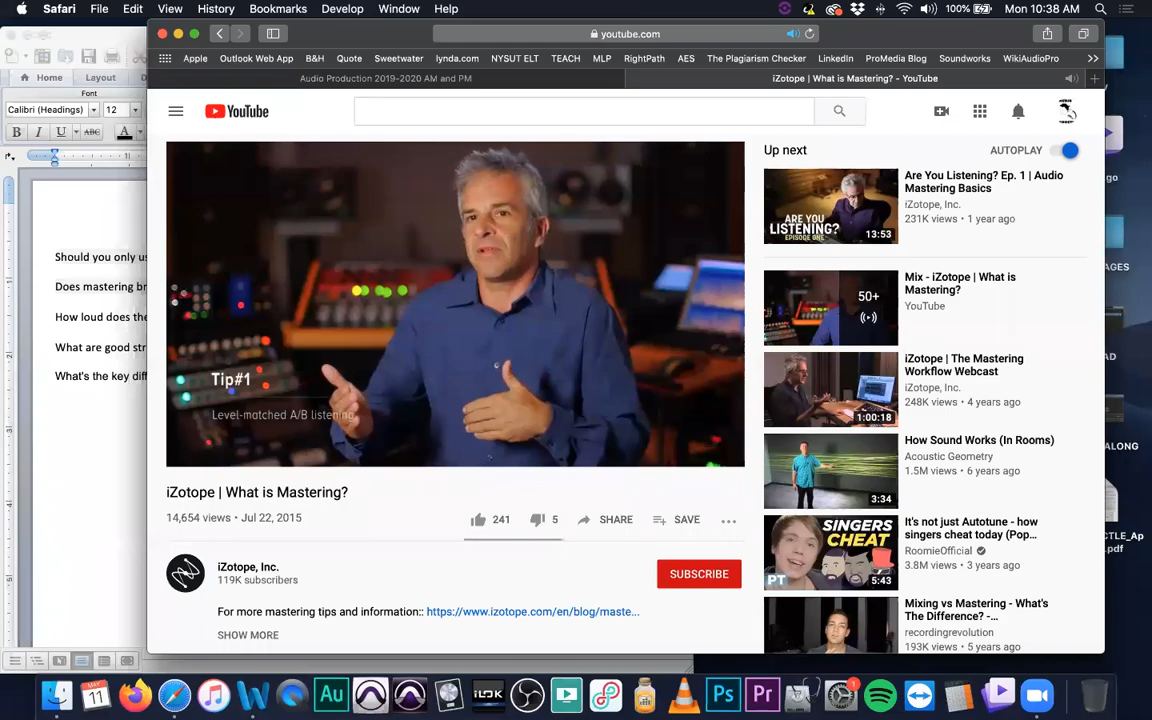 Safari File Edit View History Bookmarks Develop Window Help 100% Mon 10:38 AM
youtube.com
Apple Outlook Web App B&H Quote Sweetwater lynda.com NYSUT ELT TEACH MLP RightPath AES The Plagiarism Checker LinkedIn ProMedia Blog Soundworks WikiAudioPro
Audio Production 2019-2020 AM and PM
iZotope | What is Mastering? - YouTube
Home Layout
Font
Calibri (Headings) 12
B I U ABC A
Should you only us
Does mastering br
How loud does the
What are good str
What's the key diff
YouTube
Tip#1
Level-matched A/B listening
iZotope | What is Mastering?
14,654 views • Jul 22, 2015
241 5 SHARE SAVE
iZotope, Inc.
119K subscribers
SUBSCRIBE
For more mastering tips and information:: https://www.izotope.com/en/blog/maste...
SHOW MORE
Up next
AUTOPLAY
ARE YOU
LISTENING?
EPISODE ONE
13:53
Are You Listening? Ep. 1 | Audio
Mastering Basics
iZotope, Inc.
231K views • 1 year ago
50+
Mix - iZotope | What is
Mastering?
YouTube
1:00:18
iZotope | The Mastering
Workflow Webcast
iZotope, Inc.
248K views • 4 years ago
3:34
How Sound Works (In Rooms)
Acoustic Geometry
1.5M views • 6 years ago
SINGERS
CHEAT
PT
5:43
It's not just Autotune - how
singers cheat today (Pop...
RoomieOfficial
3.8M views • 3 years ago
Mixing vs Mastering - What's
The Difference? -...
recordingrevolution
193K views • 5 years ago
go
AGES
AD
ALONG
CTLE_Ap
.pdf
11
Au
iLOK
Ps
Pr
1